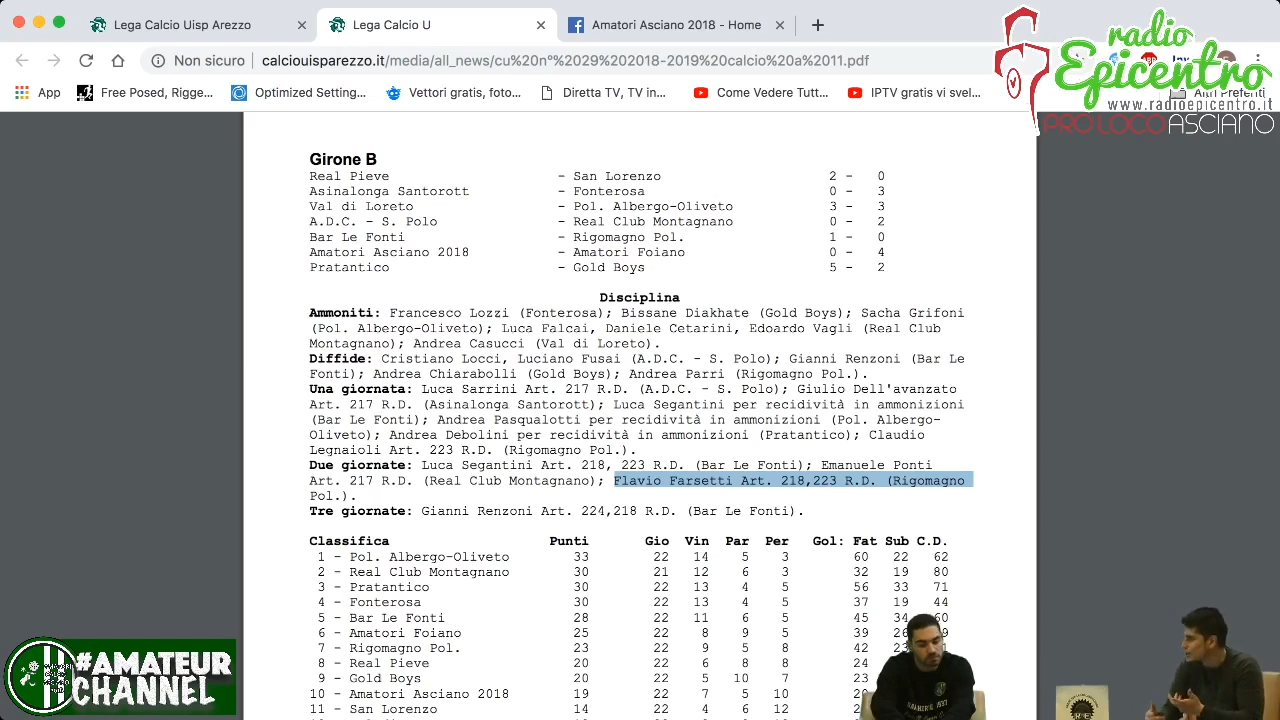 Lega Calcio Uisp Arezzo
Lega Calcio U
Amatori Asciano 2018 - Home
Non sicuro
calciouisparezzo.it/media/all_news/cu%20n°%2029%202018-2019%20calcio%20a%2011.pdf
App
Free Posed, Rigge...
Optimized Setting...
Vettori gratis, foto...
Diretta TV, TV in...
Come Vedere Tutt...
IPTV gratis vi svel...
Altri Preferiti
radio
Epicentro
www.radioepicentro.it
PRO LOCO ASCIANO
Girone B
Real Pieve - San Lorenzo 2 - 0
Asinalonga Santorott - Fonterosa 0 - 3
Val di Loreto - Pol. Albergo-Oliveto 3 - 3
A.D.C. - S. Polo - Real Club Montagnano 0 - 2
Bar Le Fonti - Rigomagno Pol. 1 - 0
Amatori Asciano 2018 - Amatori Foiano 0 - 4
Pratantico - Gold Boys 5 - 2
Disciplina
Ammoniti: Francesco Lozzi (Fonterosa); Bissane Diakhate (Gold Boys); Sacha Grifoni
(Pol. Albergo-Oliveto); Luca Falcai, Daniele Cetarini, Edoardo Vagli (Real Club
Montagnano); Andrea Casucci (Val di Loreto).
Diffide: Cristiano Locci, Luciano Fusai (A.D.C. - S. Polo); Gianni Renzoni (Bar Le
Fonti); Andrea Chiarabolli (Gold Boys); Andrea Parri (Rigomagno Pol.).
Una giornata: Luca Sarrini Art. 217 R.D. (A.D.C. - S. Polo); Giulio Dell'avanzato
Art. 217 R.D. (Asinalonga Santorott); Luca Segantini per recidività in ammonizioni
(Bar Le Fonti); Andrea Pasqualotti per recidività in ammonizioni (Pol. Albergo-
Oliveto); Andrea Debolini per recidività in ammonizioni (Pratantico); Claudio
Legnaioli Art. 223 R.D. (Rigomagno Pol.).
Due giornate: Luca Segantini Art. 218, 223 R.D. (Bar Le Fonti); Emanuele Ponti
Art. 217 R.D. (Real Club Montagnano); Flavio Farsetti Art. 218,223 R.D. (Rigomagno
Pol.).
Tre giornate: Gianni Renzoni Art. 224,218 R.D. (Bar Le Fonti).
Classifica Punti Gio Vin Par Per Gol: Fat Sub C.D.
1 - Pol. Albergo-Oliveto 33 22 14 5 3 60 22 62
2 - Real Club Montagnano 30 21 12 6 3 32 19 80
3 - Pratantico 30 22 13 4 5 56 33 71
4 - Fonterosa 30 22 13 4 5 37 19 44
5 - Bar Le Fonti 28 22 11 6 5 45 34
6 - Amatori Foiano 25 22 8 9 5 39
7 - Rigomagno Pol. 23 22 9 5 8 42
8 - Real Pieve 20 22 6 8 8 24
9 - Gold Boys 20 22 5 10 7 23
10 - Amatori Asciano 2018 19 22 7 5 10
11 - San Lorenzo 14 22 4 6 12
#AMATEUR
CHANNEL